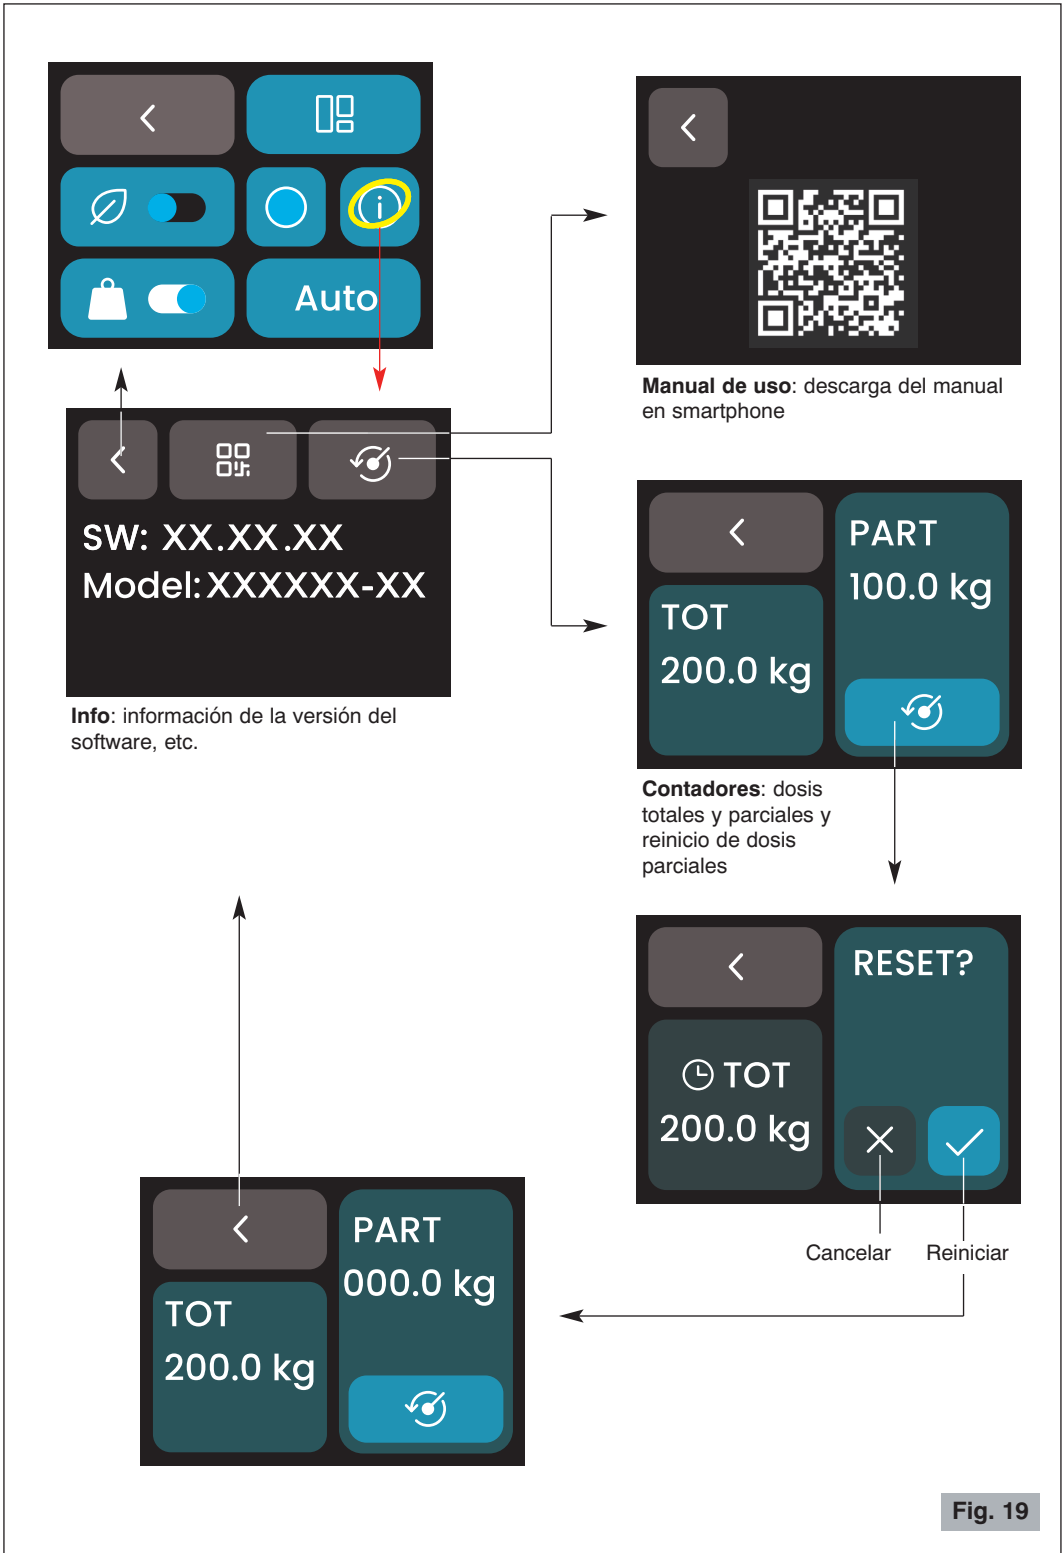 Auto
SW: XX.XX.XX
Model: XXXXXX-XX
Info: información de la versión del
software, etc.
Manual de uso: descarga del manual
en smartphone
PART
100.0 kg
TOT
200.0 kg
Contadores: dosis
totales y parciales y
reinicio de dosis
parciales
RESET?
TOT
200.0 kg
Cancelar
Reiniciar
PART
000.0 kg
TOT
200.0 kg
Fig. 19